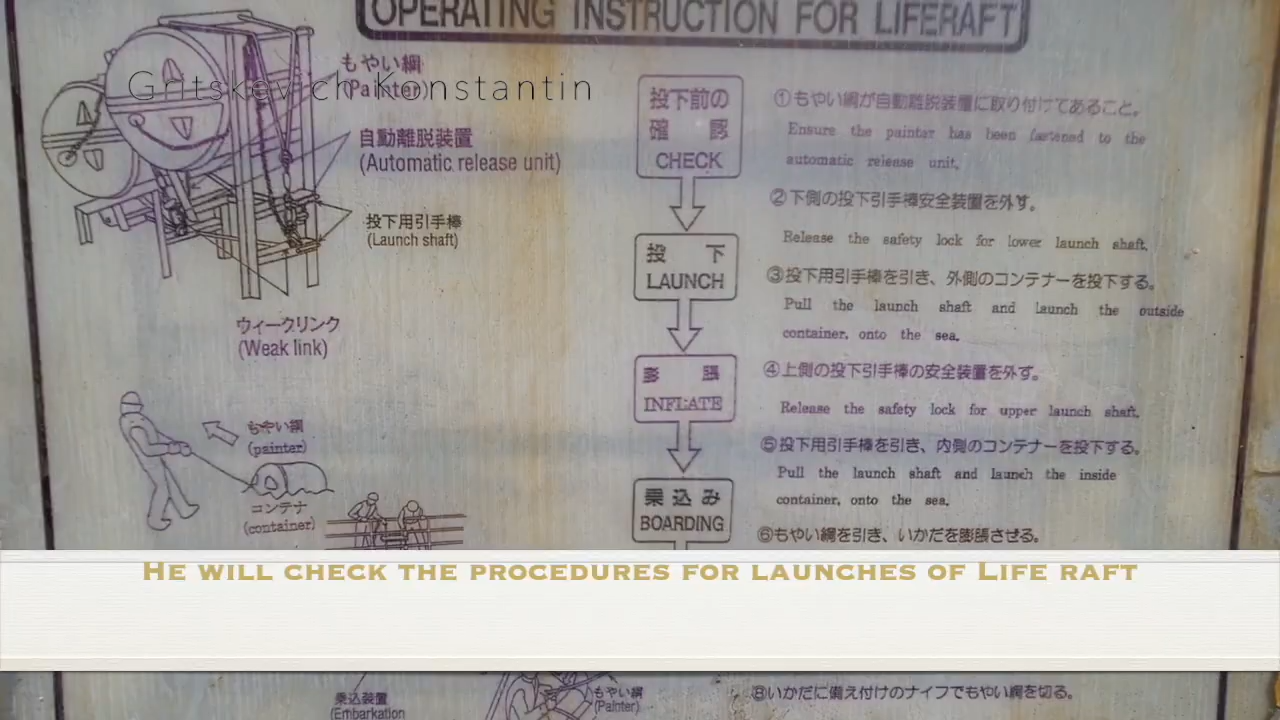 OPERATING INSTRUCTION FOR LIFERAFT
もやい綱
(Painter)
Gritskevich Konstantin
自動離脱装置
(Automatic release unit)
投下用引手棒
(Launch shaft)
ウィークリンク
(Weak link)
もやい綱
(painter)
コンテナ
(container)
投下前の
確 認
CHECK
投 下
LAUNCH
膨 張
INFLATE
乗込み
BOARDING
①もやい綱が自動離脱装置に取り付けてあること。
Ensure the painter has been fastened to the
automatic release unit.
②下側の投下引手棒安全装置を外す。
Release the safety lock for lower launch shaft.
③投下用引手棒を引き、外側のコンテナーを投下する。
Pull the launch shaft and launch the outside
container, onto the sea.
④上側の投下引手棒の安全装置を外す。
Release the safety lock for upper launch shaft.
⑤投下用引手棒を引き、内側のコンテナーを投下する。
Pull the launch shaft and launch the inside
container, onto the sea.
⑥もやい綱を引き、いかだを膨張させる。
He will check the procedures for launches of Life raft
乗込装置
(Embarkation
もやい綱
(Painter)
⑧いかだに備え付けのナイフでもやい綱を切る。